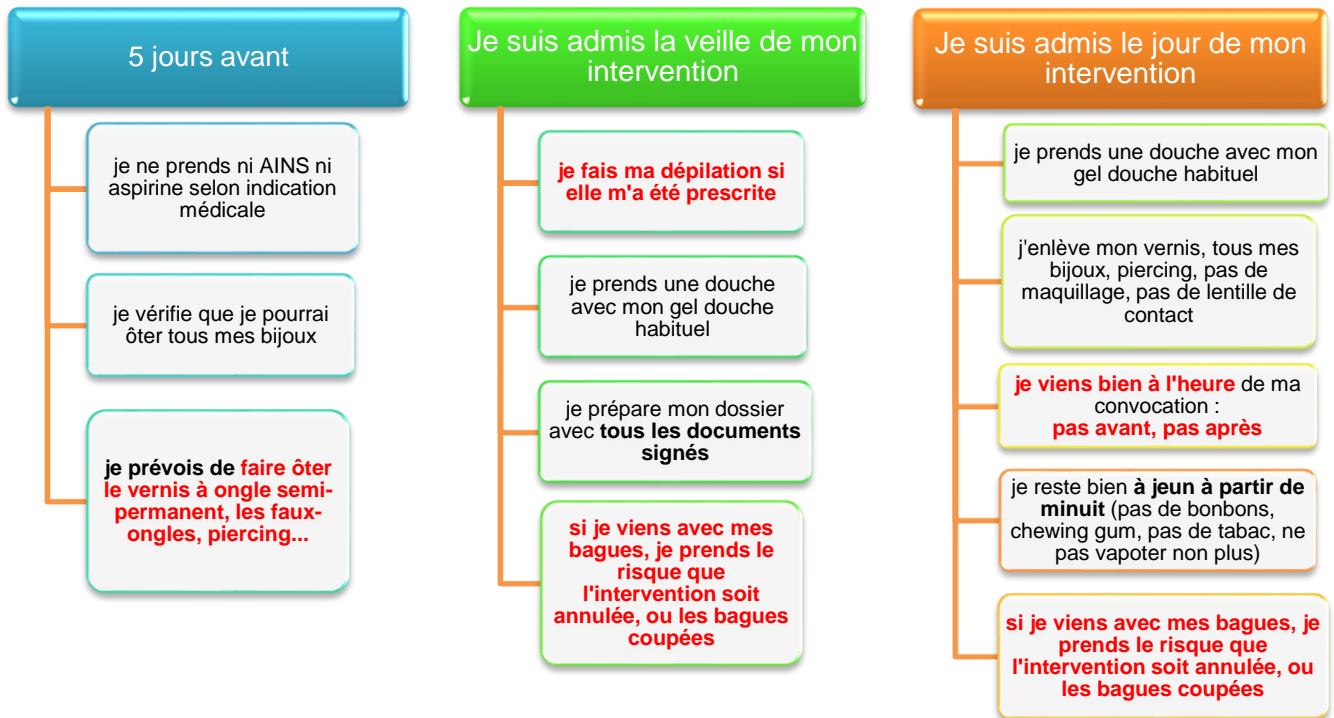 5 jours avant
je ne prends ni AINS ni
aspirine selon indication
médicale
je vérifie que je pourrai
ôter tous mes bijoux
je prévois de faire ôter
le vernis à ongle semi-
permanent, les faux-
ongles, piercing...
Je suis admis la veille de mon
intervention
je fais ma dépilation si
elle m'a été prescrite
je prends une douche
avec mon gel douche
habituel
je prépare mon dossier
avec tous les documents
signés
si je viens avec mes
bagues, je prends le
risque que
l'intervention soit
annulée, ou les bagues
coupées
Je suis admis le jour de mon
intervention
je prends une douche avec mon
gel douche habituel
j'enlève mon vernis, tous mes
bijoux, piercing, pas de
maquillage, pas de lentille de
contact
je viens bien à l'heure de ma
convocation :
pas avant, pas après
je reste bien à jeun à partir de
minuit (pas de bonbons,
chewing gum, pas de tabac, ne
pas vapoter non plus)
si je viens avec mes bagues, je
prends le risque que
l'intervention soit annulée, ou
les bagues coupées